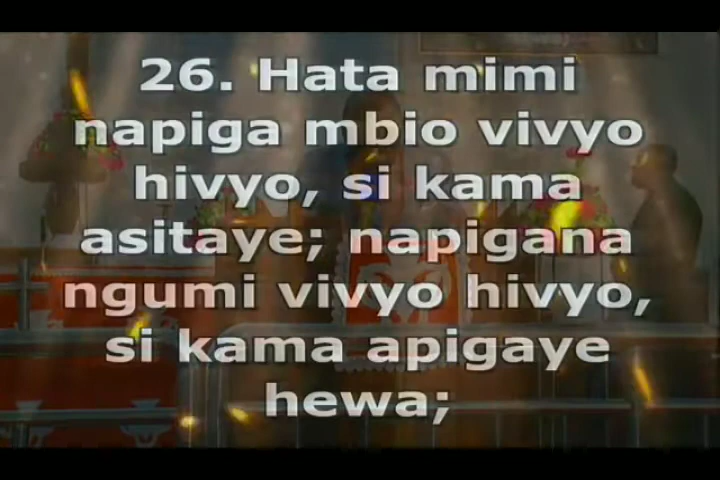 26. Hata mimi
napiga mbio vivyo
hivyo, si kama
asitaye; napigana
ngumi vivyo hivyo,
si kama apigaye
hewa;